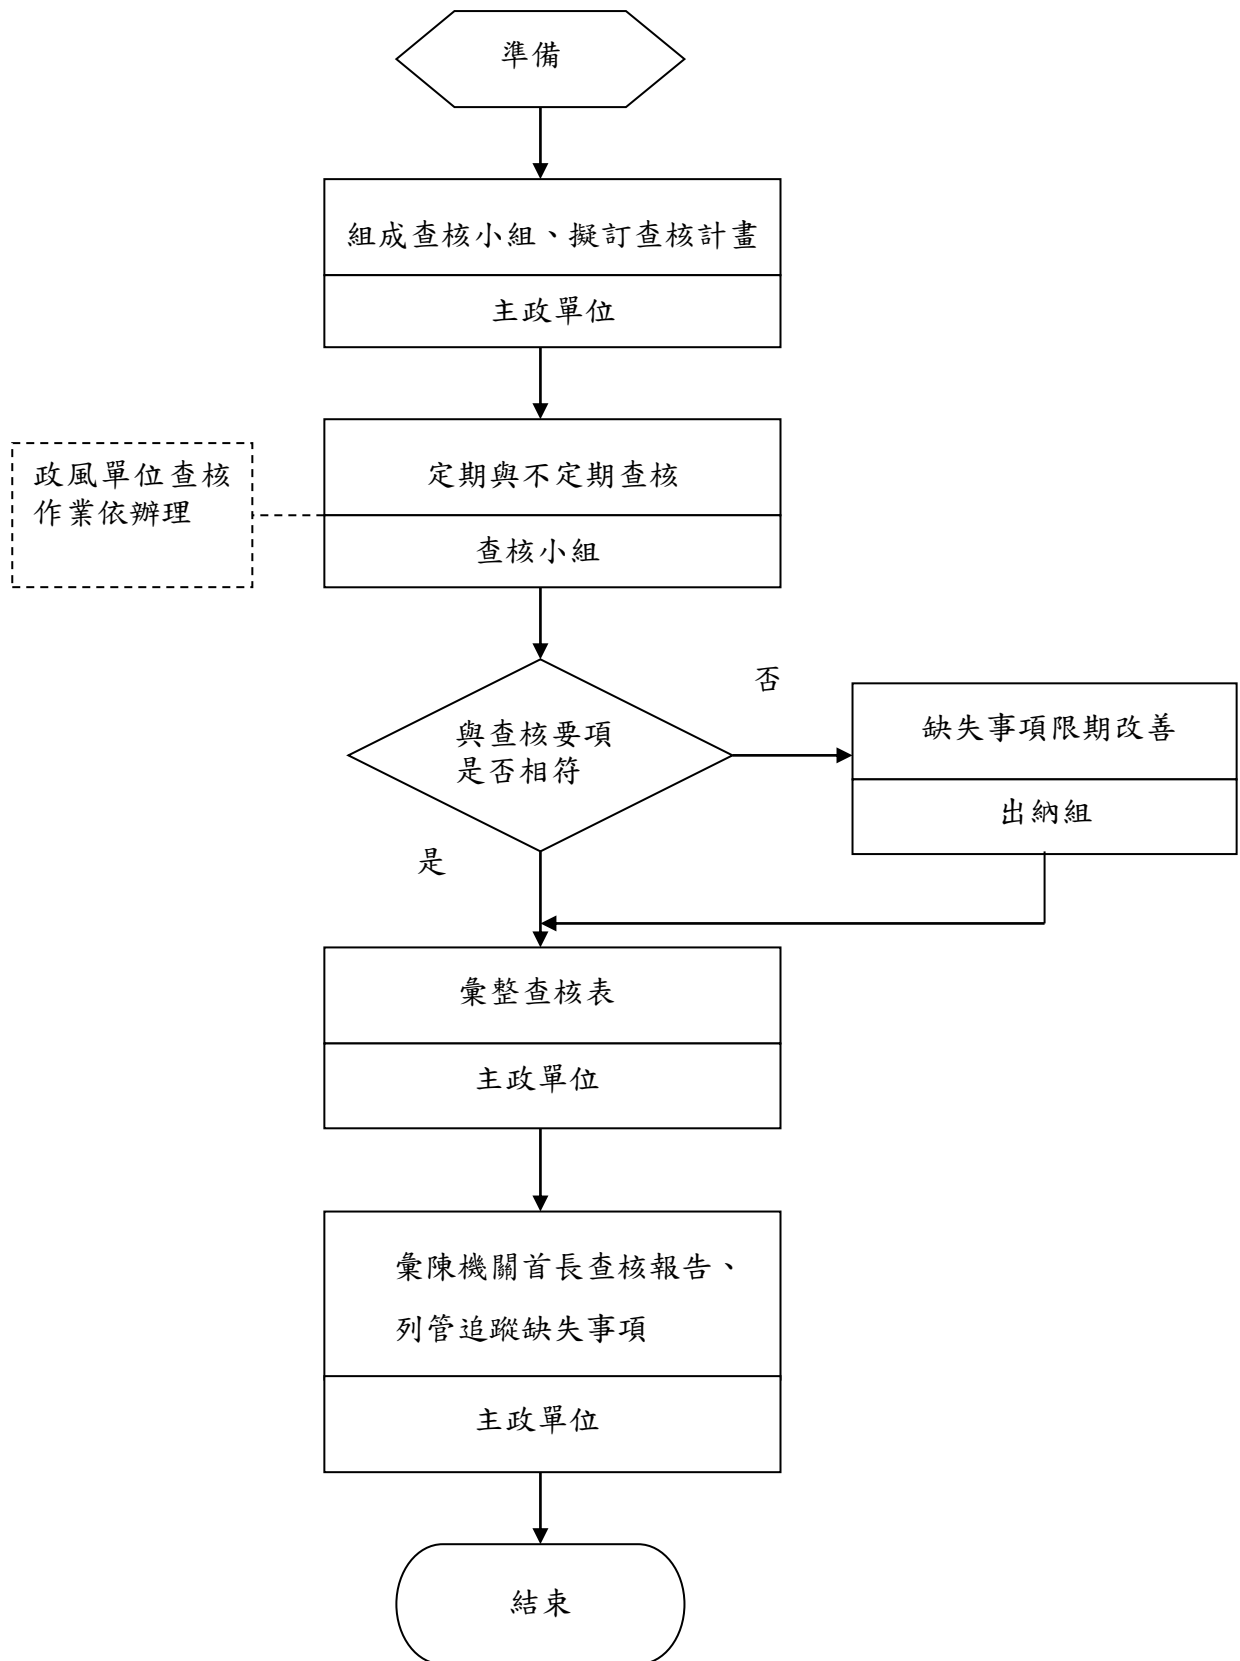 準備
組成查核小組、擬訂查核計畫
主政單位
政風單位查核
作業依辦理
定期與不定期查核
查核小組
與查核要項
是否相符
否
缺失事項限期改善
出納組
是
彙整查核表
主政單位
彙陳機關首長查核報告、
列管追蹤缺失事項
主政單位
結束